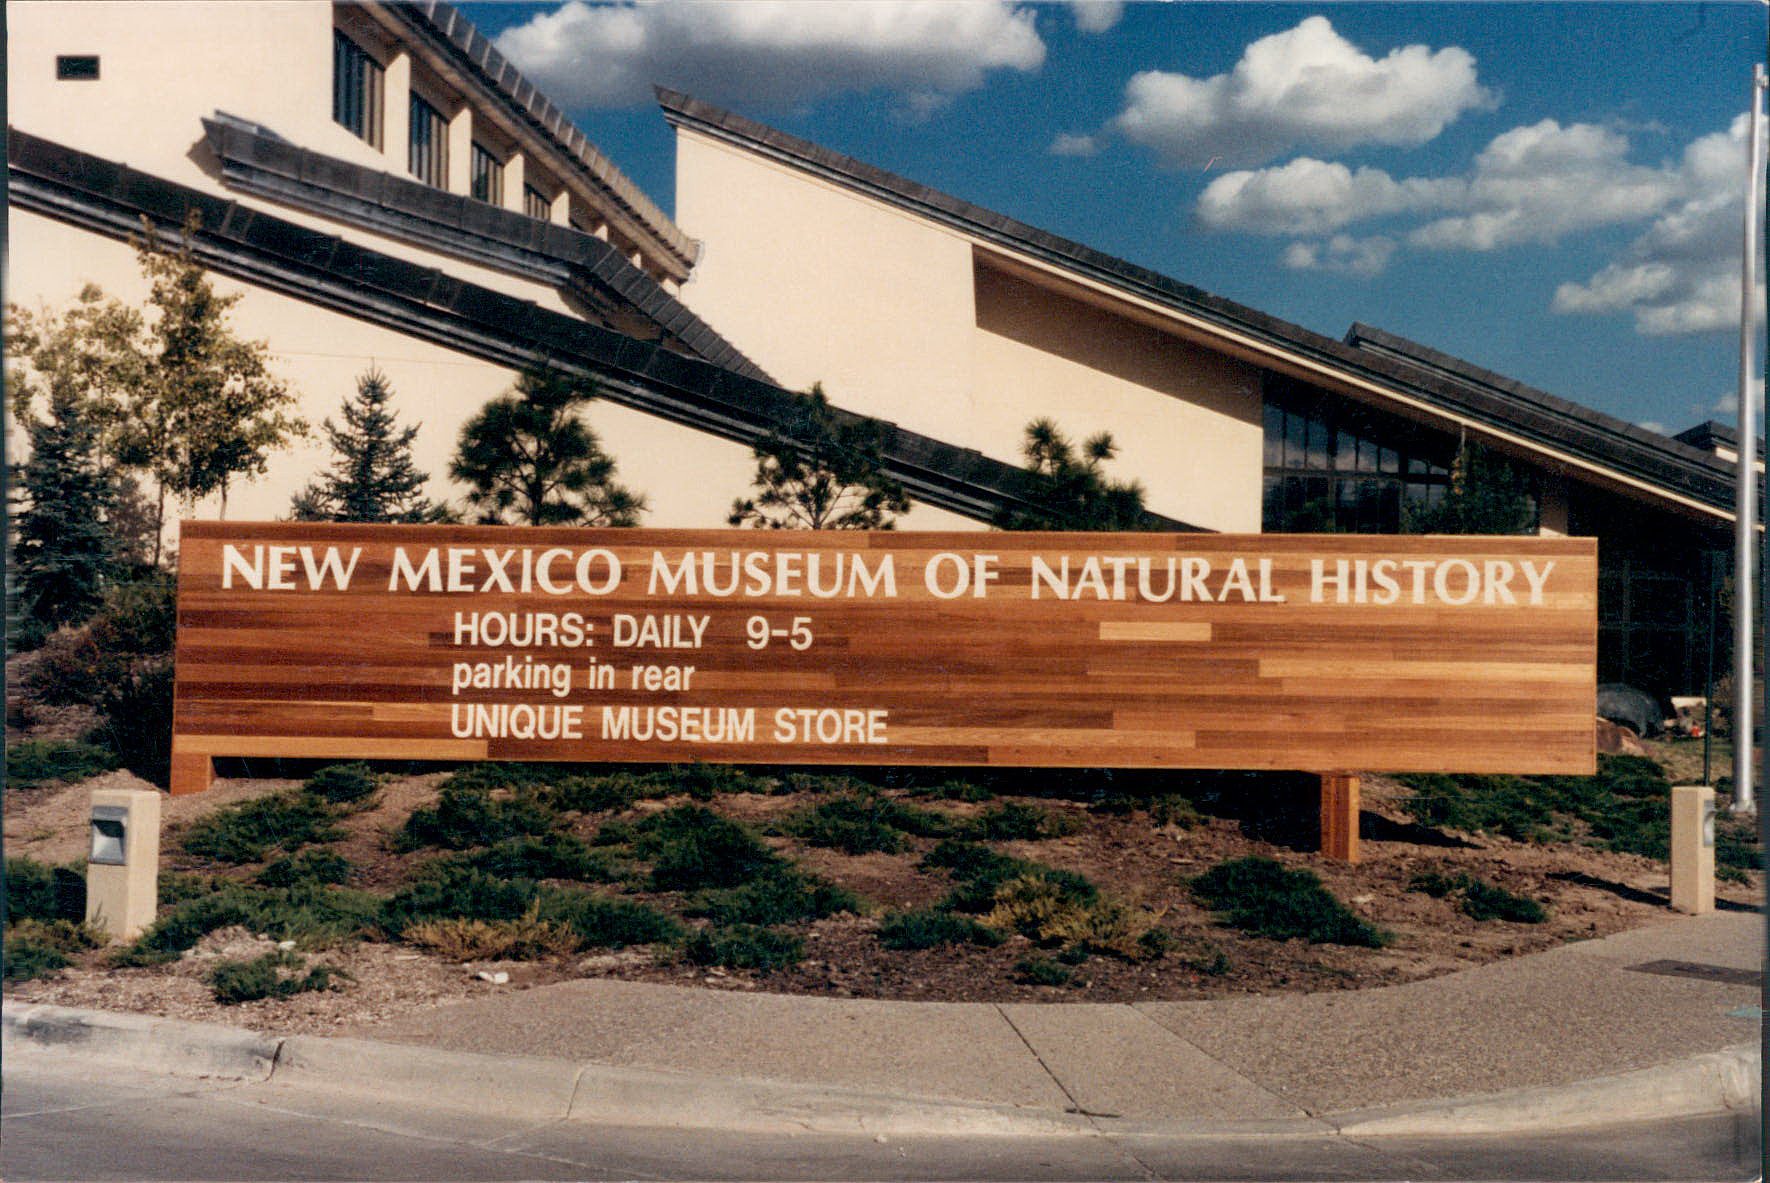 NEW MEXICO MUSEUM OF NATURAL HISTORY
HOURS: DAILY 9-5
parking in rear
UNIQUE MUSEUM STORE